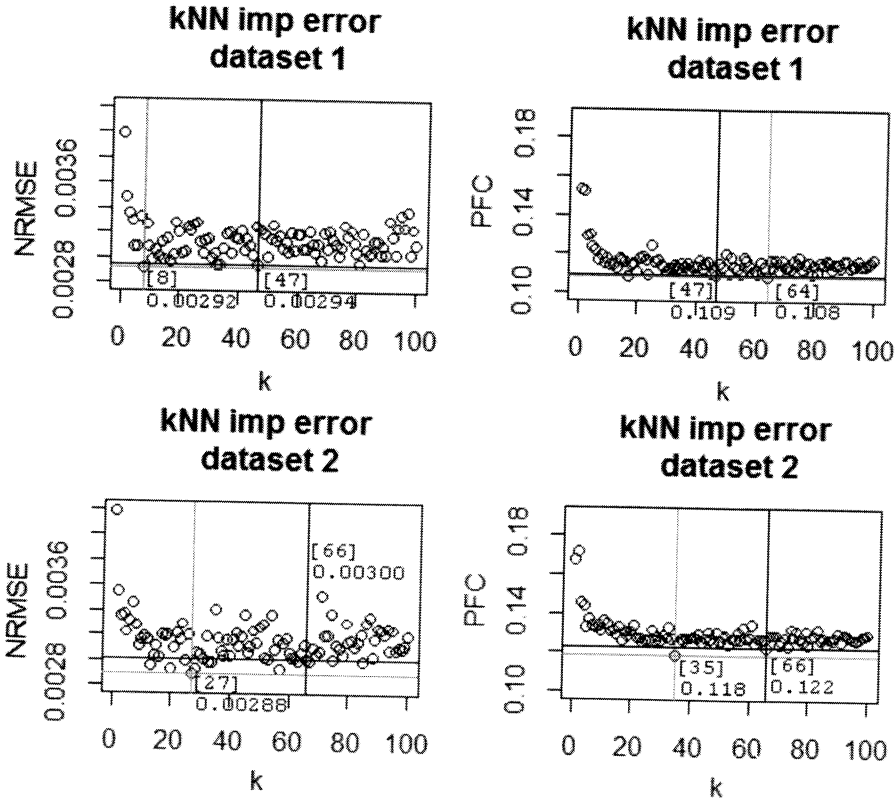 kNN imp error
dataset 1
NRMSE
0.0028 0.0036
[8]
0.00292
[47]
0.00294
0 20 40 60 80 100
k
kNN imp error
dataset 1
PFC
0.10 0.14 0.18
[47]
0.109
[64]
0.108
0 20 40 60 80 100
k
kNN imp error
dataset 2
NRMSE
0.0028 0.0036
[66]
0.00300
[27]
0.00288
0 20 40 60 80 100
k
kNN imp error
dataset 2
PFC
0.10 0.14 0.18
[35]
0.118
[66]
0.122
0 20 40 60 80 100
k